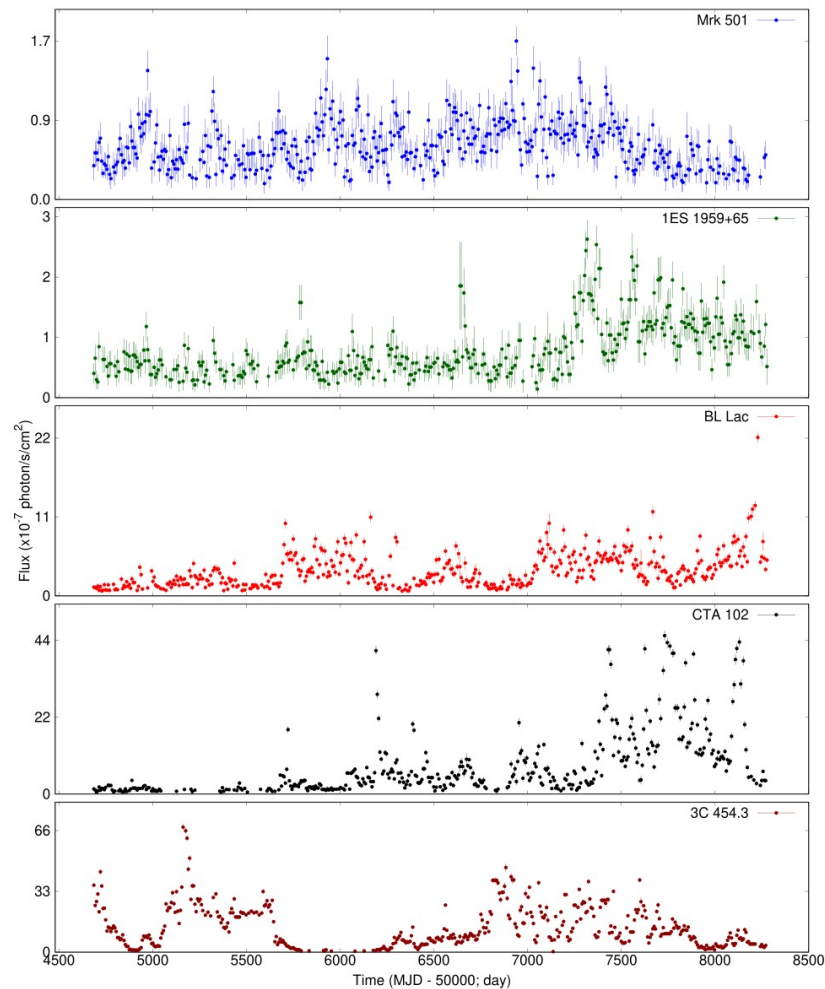 Mrk 501
1.7
0.9
0.0
1ES 1959+65
3
2
1
0
BL Lac
22
11
0
Flux (x10⁻⁷ photon/s/cm²)
CTA 102
44
22
0
3C 454.3
66
33
0
4500 5000 5500 6000 6500 7000 7500 8000 8500
Time (MJD - 50000; day)